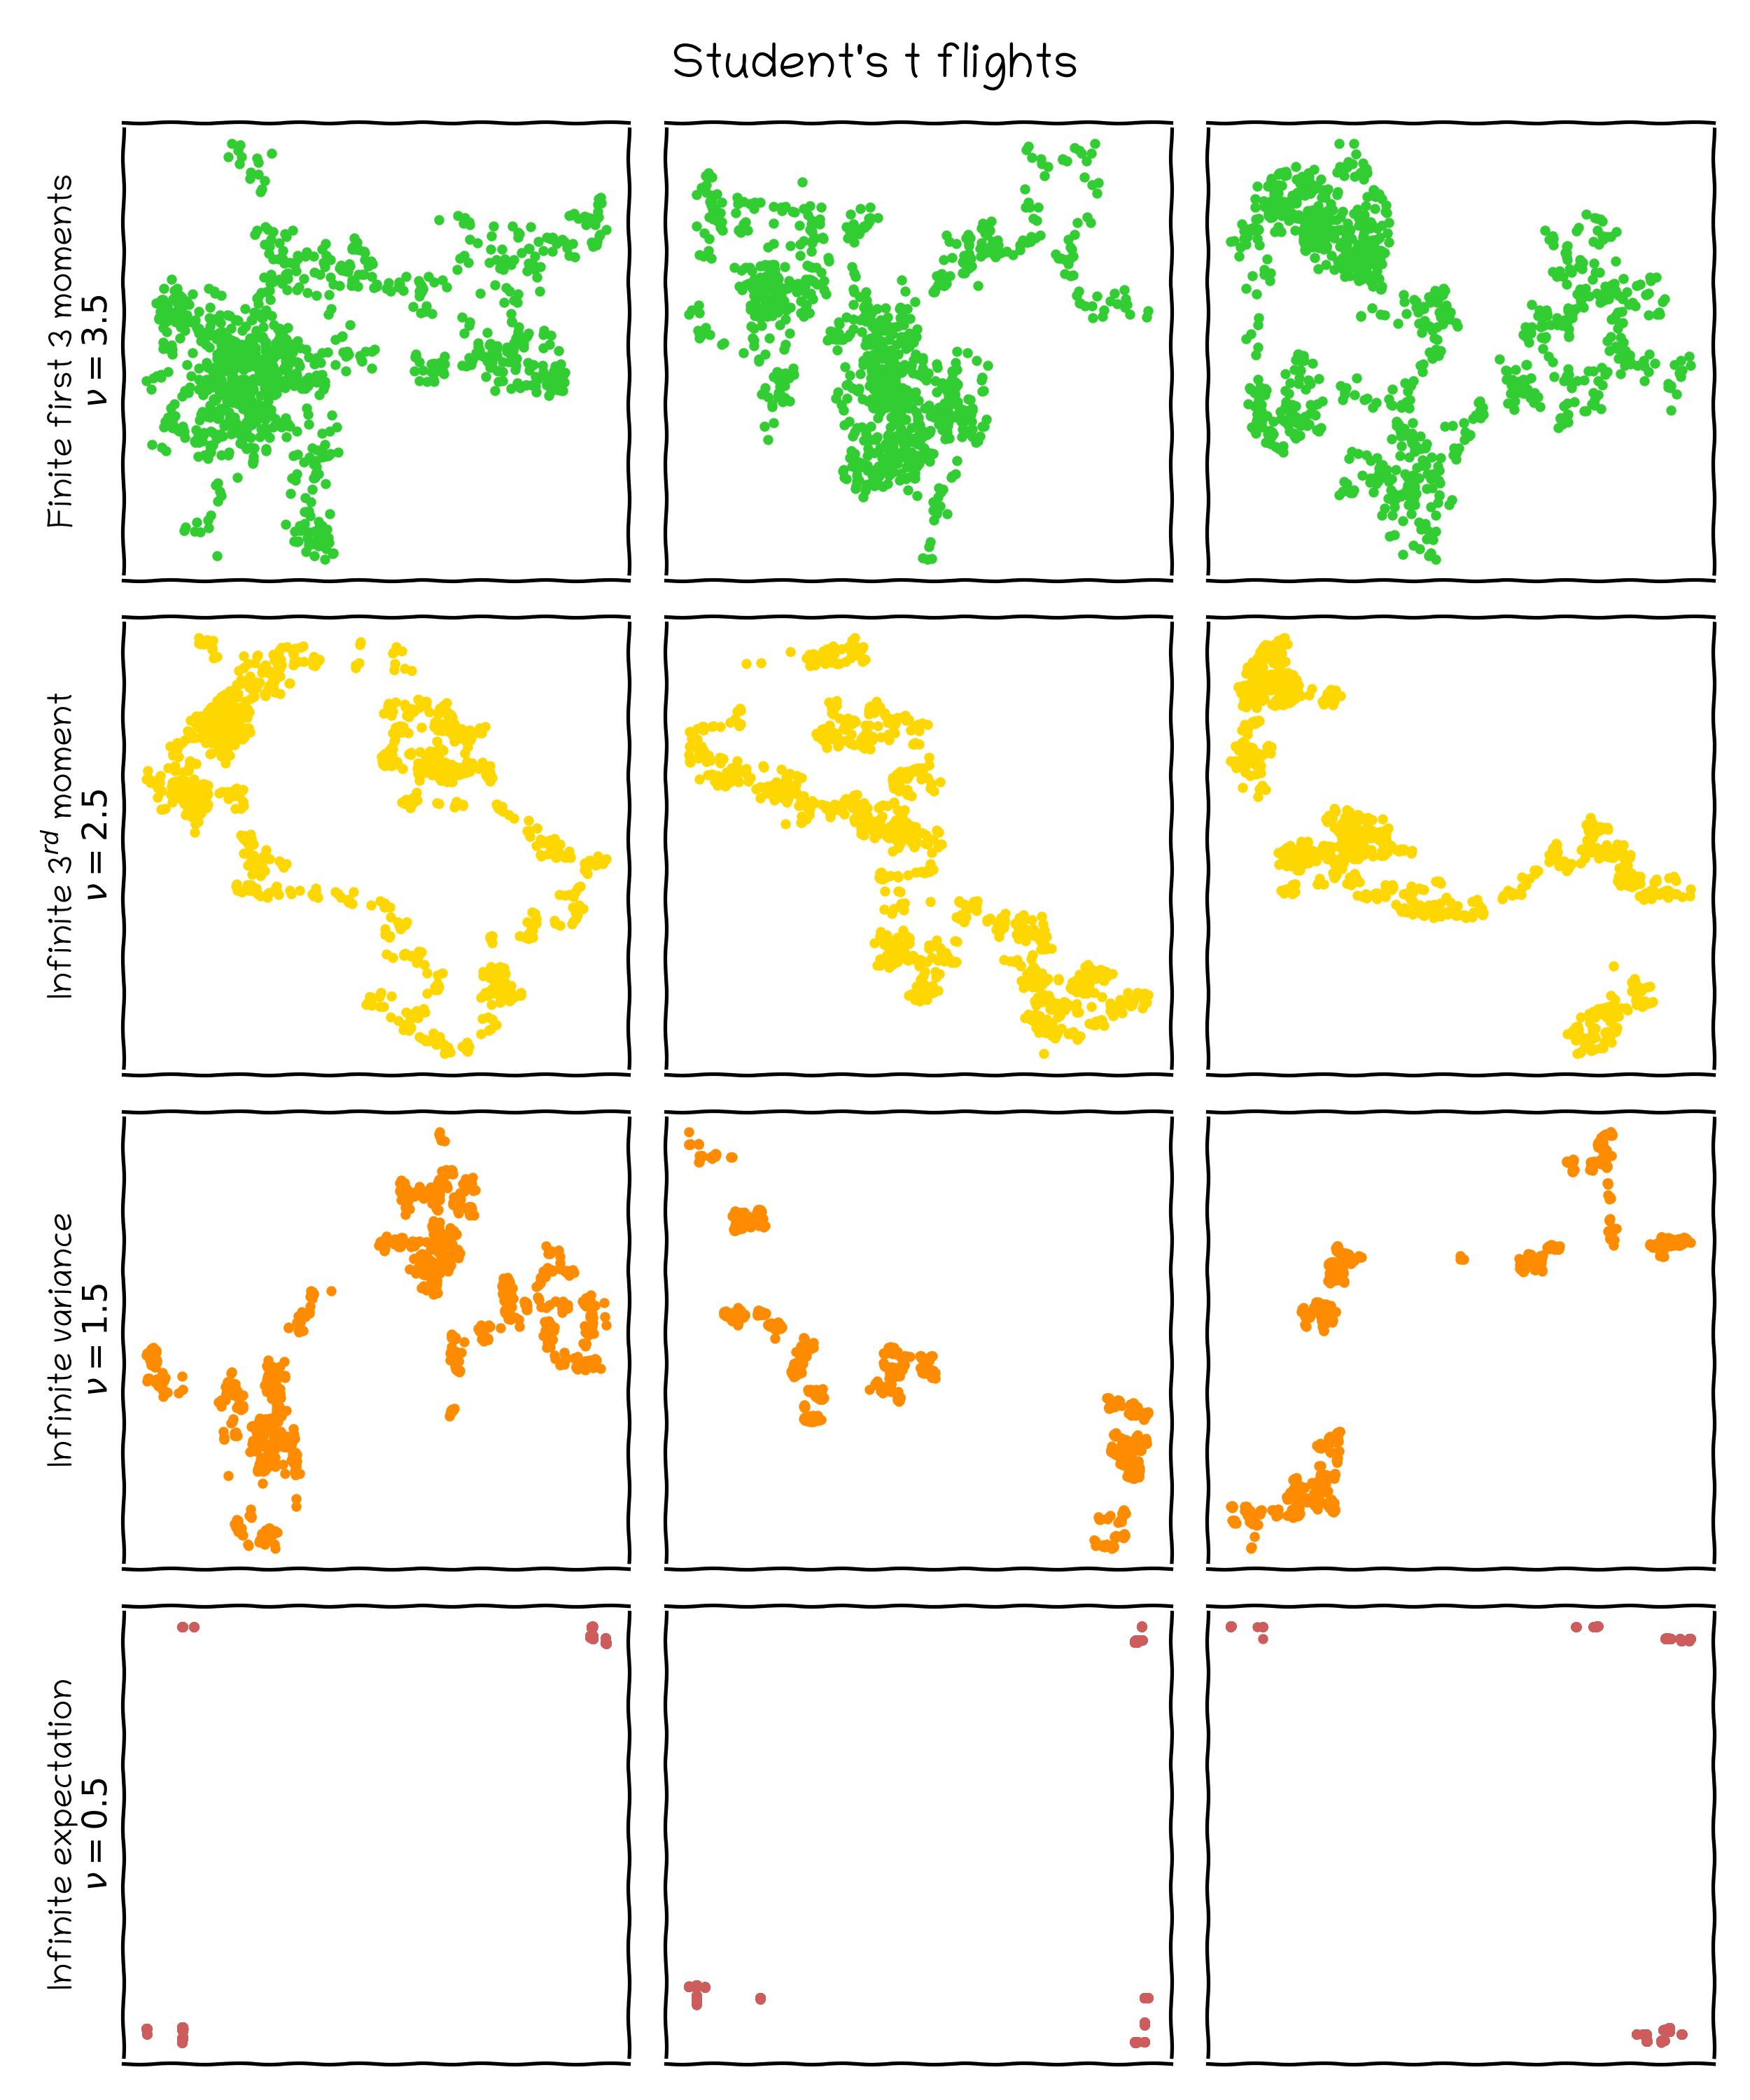 Student's t flights
Finite first 3 moments
ν = 3.5
Infinite 3rd moment
ν = 2.5
Infinite variance
ν = 1.5
Infinite expectation
ν = 0.5